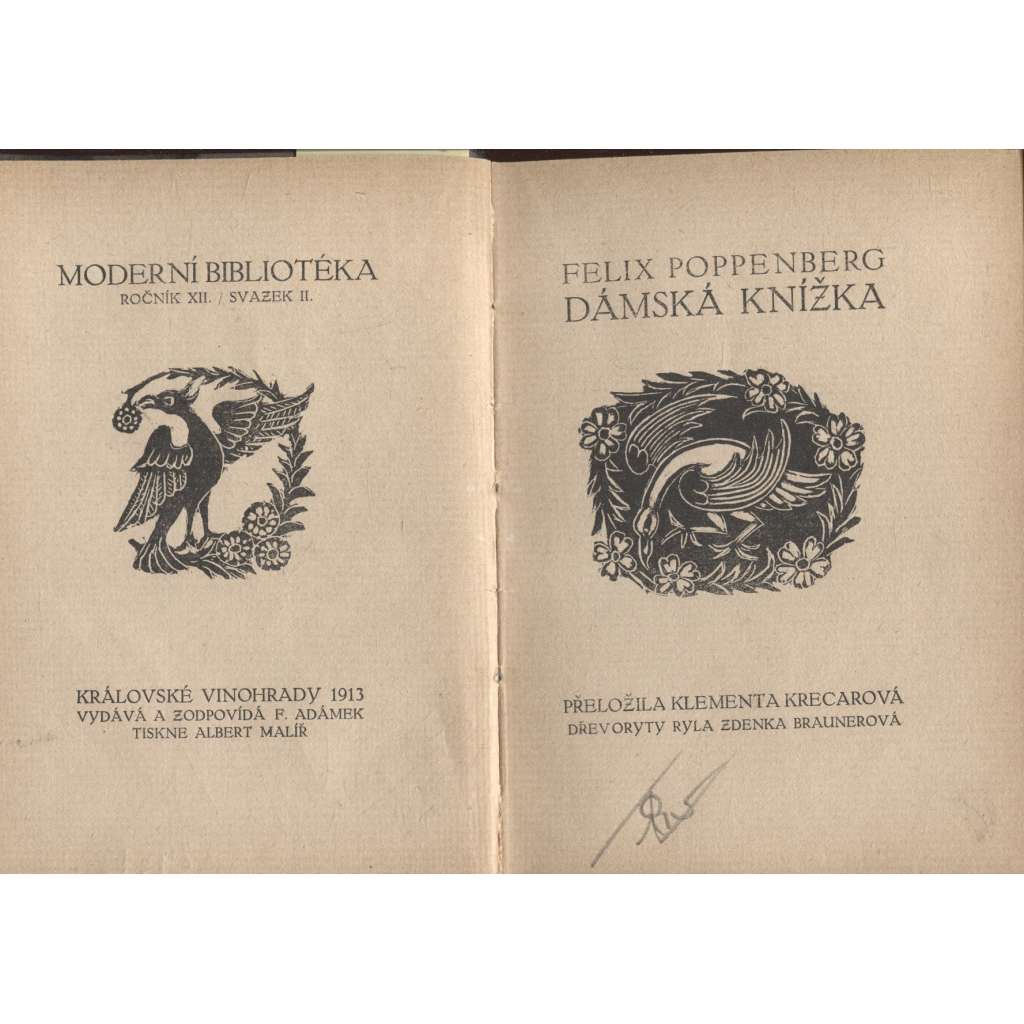 MODERNÍ BIBLIOTÉKA
ROČNÍK XII. / SVAZEK II.
KRÁLOVSKÉ VINOHRADY 1913
VYDÁVÁ A ZODPOVÍDÁ F. ADÁMEK
TISKNE ALBERT MALÍŘ
FELIX POPPENBERG
DÁMSKÁ KNÍŽKA
PŘELOŽILA KLEMENTA KRECAROVÁ
DŘEVORYTY RYLA ZDENKA BRAUNEROVÁ